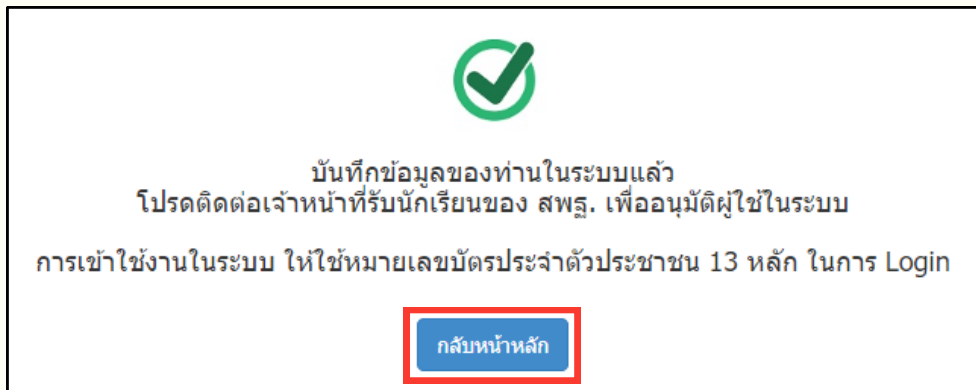 บันทึกข้อมูลของท่านในระบบแล้ว
โปรดติดต่อเจ้าหน้าที่รับนักเรียนของ สพฐ. เพื่ออนุมัติผู้ใช้ในระบบ
การเข้าใช้งานในระบบ ให้ใช้หมายเลขบัตรประจำตัวประชาชน 13 หลัก ในการ Login
กลับหน้าหลัก